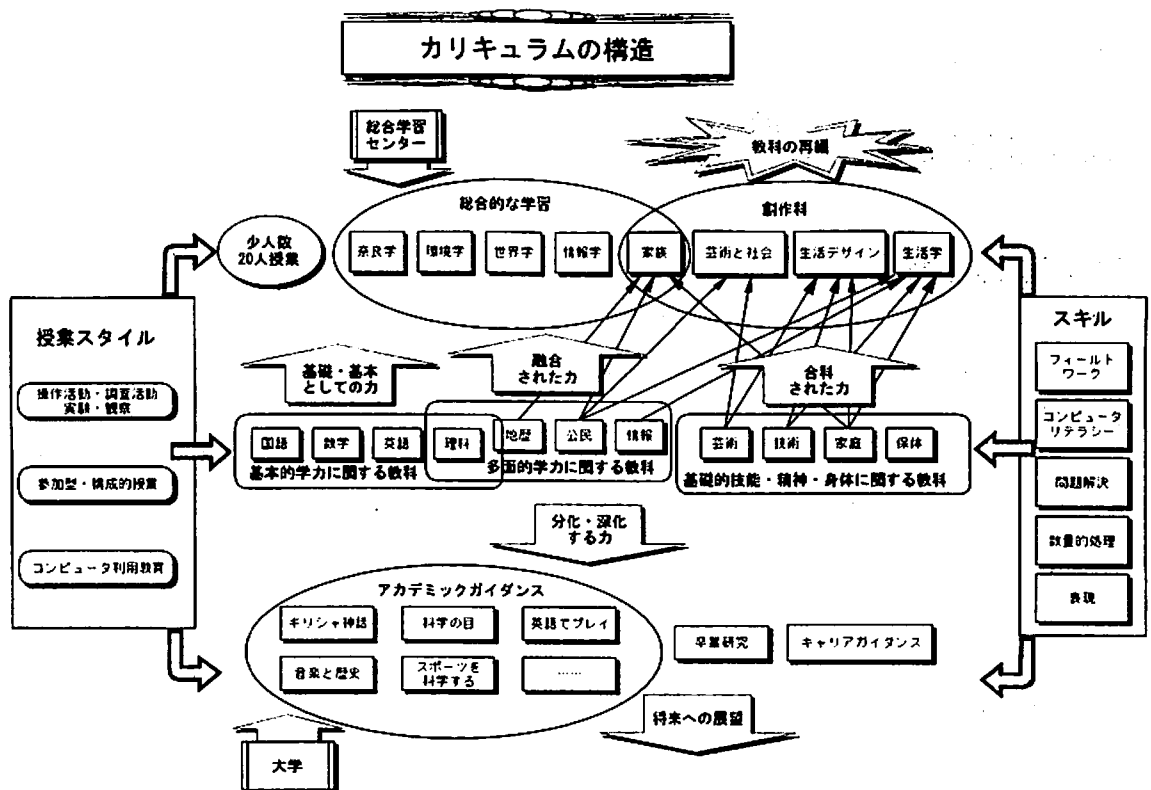 カリキュラムの構造
総合学習
センター
教科の再編
総合的な学習
創作科
少人数
20人授業
奈良学
環境学
世界学
情報学
家族
芸術と社会
生活デザイン
生活学
授業スタイル
操作活動・調査活動
実験・観察
参加型・構成的授業
コンピュータ利用教育
スキル
フィールド
ワーク
コンピュータ
リテラシー
問題解決
数量的処理
表現
基礎・基本
としての力
融合
された力
合科
された力
国語
数学
英語
理科
地歴
公民
情報
芸術
技術
家庭
保体
基本的学力に関する教科
多面的学力に関する教科
基礎的技能・精神・身体に関する教科
分化・深化
する力
アカデミックガイダンス
ギリシャ神話
科学の目
英語でプレイ
音楽と歴史
スポーツを
科学する
……
卒業研究
キャリアガイダンス
将来への展望
大学